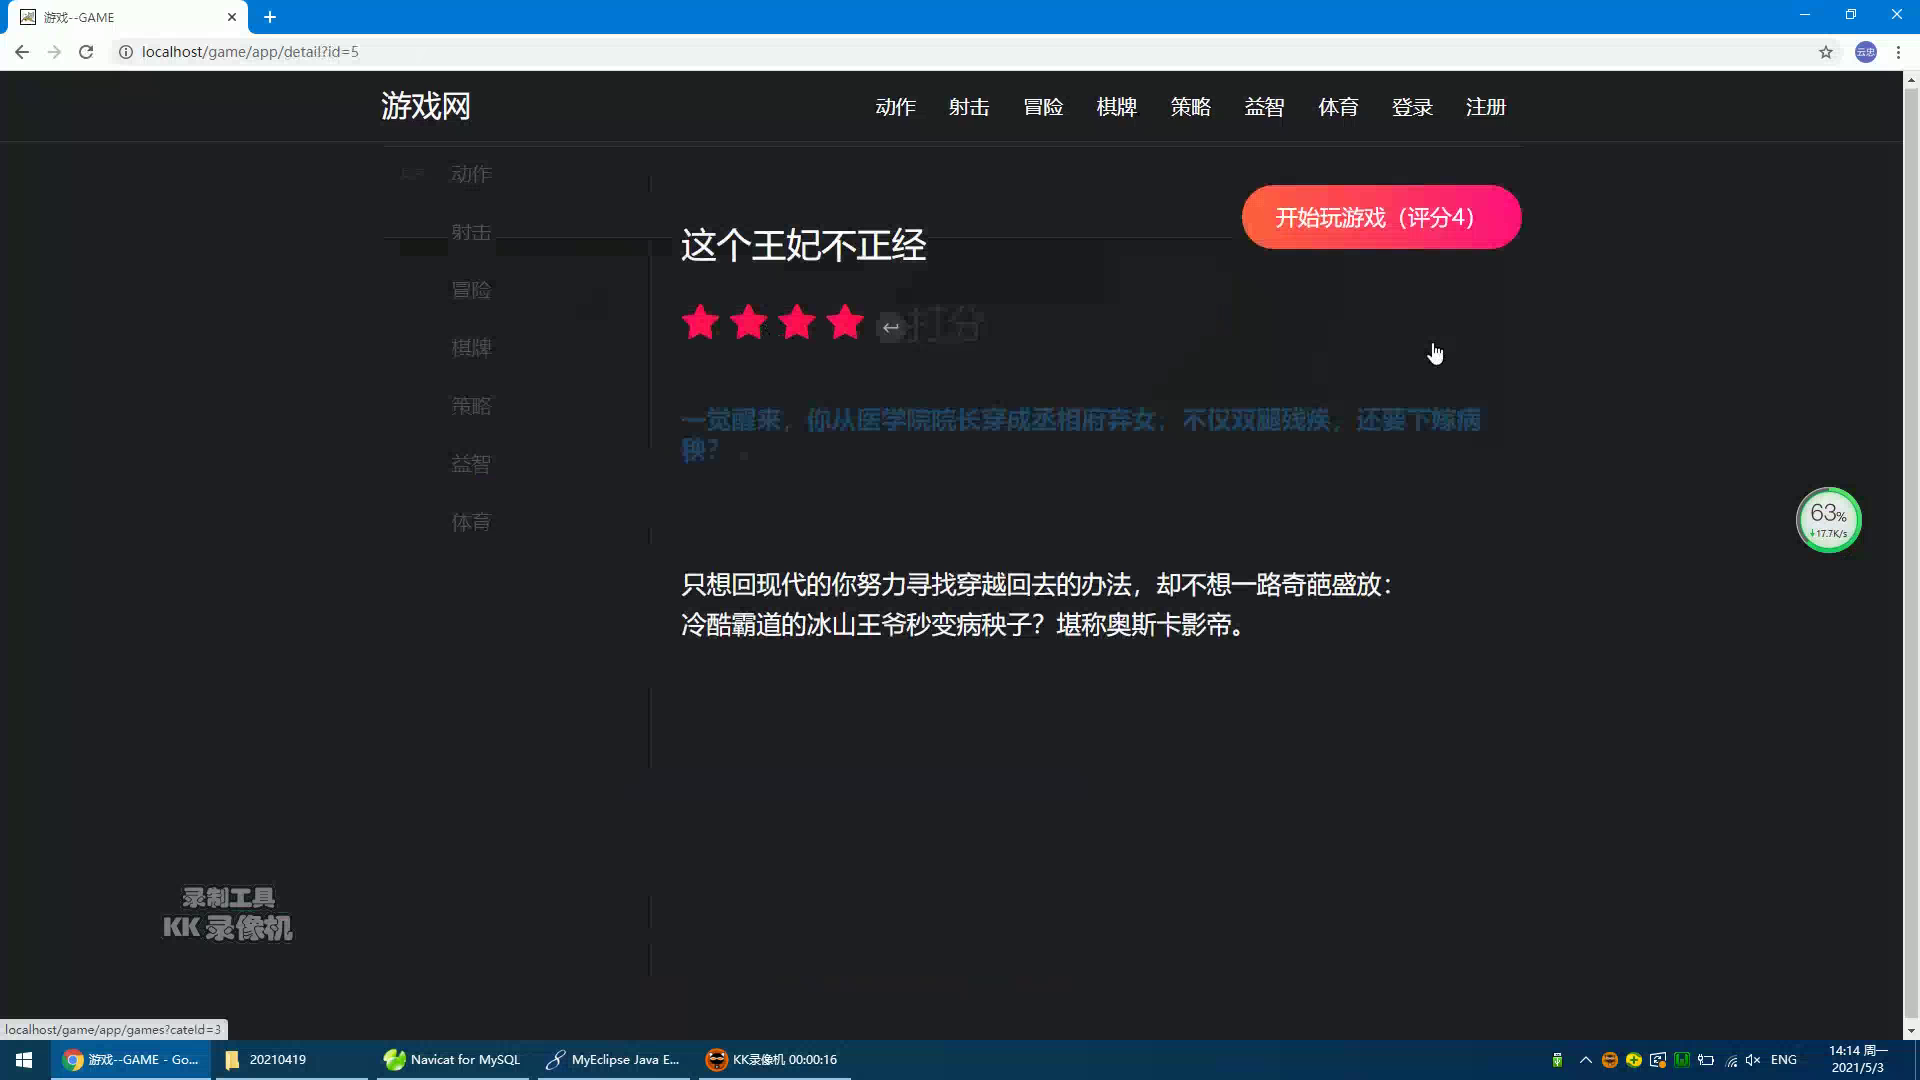 游戏--GAME
localhost/game/app/detail?id=5
云忠
游戏网
动作 射击 冒险 棋牌 策略 益智 体育 登录 注册
动作
射击
冒险
棋牌
策略
益智
体育
开始玩游戏（评分4）
这个王妃不正经
打分
一觉醒来，你从医学院院长穿成丞相府弃女；不仅双腿残疾，还要下嫁病
秧？
只想回现代的你努力寻找穿越回去的办法，却不想一路奇葩盛放：
冷酷霸道的冰山王爷秒变病秧子？堪称奥斯卡影帝。
63%
17.7K/s
录制工具
KK 录像机
localhost/game/app/games?cateId=3
游戏--GAME - Go...
20210419
Navicat for MySQL
MyEclipse Java E...
KK录像机 00:00:16
ENG
14:14 周一
2021/5/3